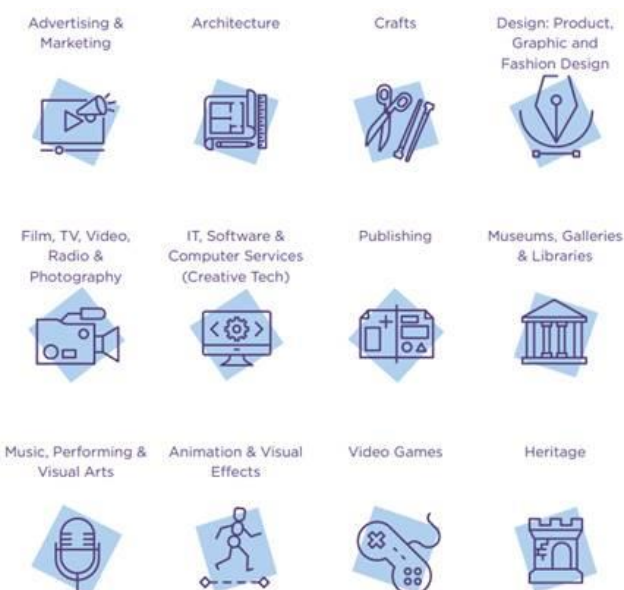 Advertising &
Marketing
Architecture
Crafts
Design: Product,
Graphic and
Fashion Design
Film, TV, Video,
Radio &
Photography
IT, Software &
Computer Services
(Creative Tech)
Publishing
Museums, Galleries
& Libraries
Music, Performing &
Visual Arts
Animation & Visual
Effects
Video Games
Heritage